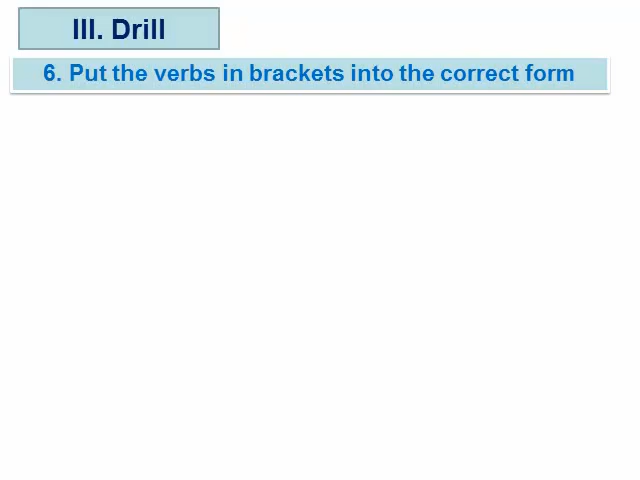 III. Drill
6. Put the verbs in brackets into the correct form